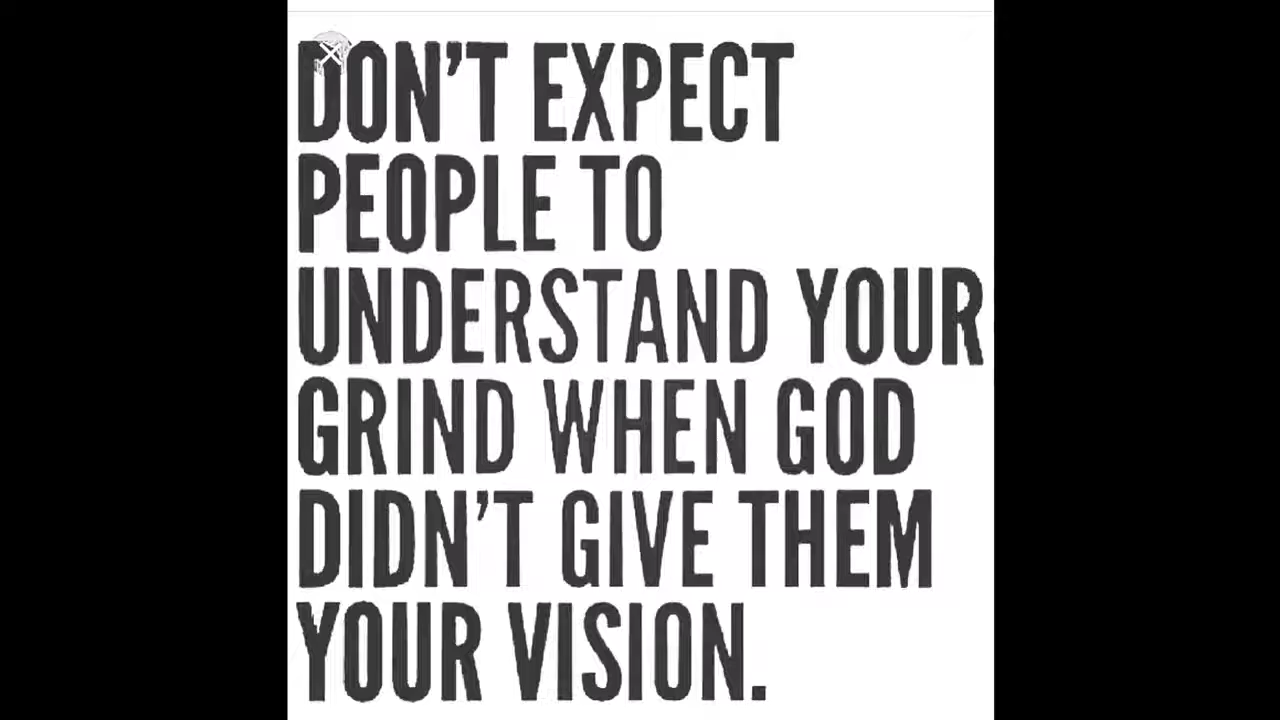 DON'T EXPECT
PEOPLE TO
UNDERSTAND YOUR
GRIND WHEN GOD
DIDN'T GIVE THEM
YOUR VISION.